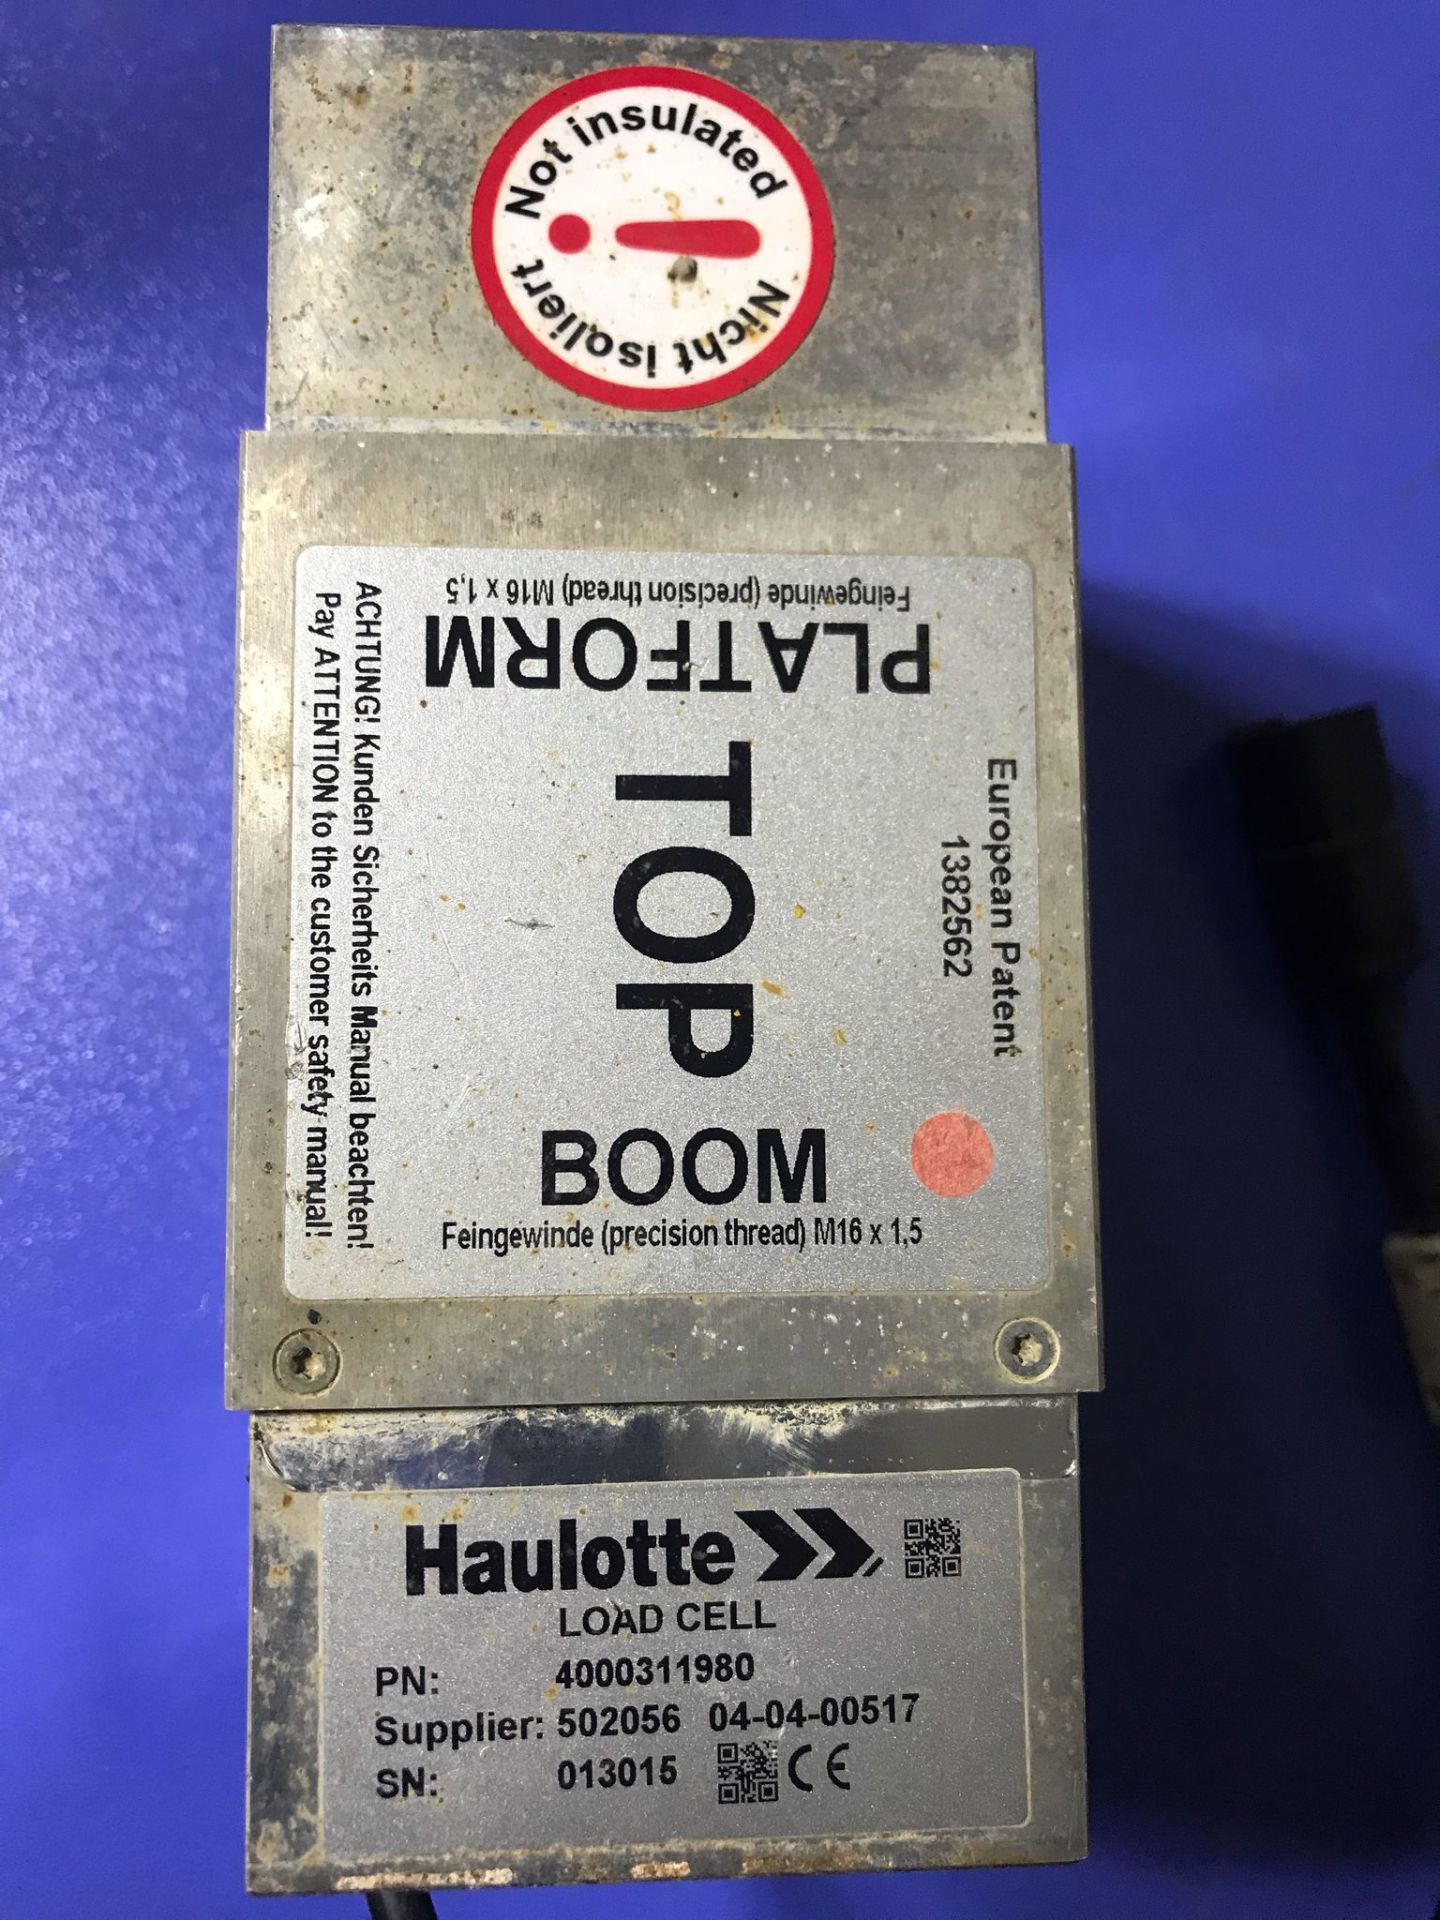 Not insulated
Nicht isoliert
Feingewinde (precision thread) M16 x 1,5
PLATFORM
ACHTUNG! Kunden Sicherheits Manual beachten!
Pay ATTENTION to the customer safety manual!
TOP
European Patent
1382562
BOOM
Feingewinde (precision thread) M16 x 1,5
Haulotte
LOAD CELL
PN: 4000311980
Supplier: 502056 04-04-00517
SN: 013015 CE